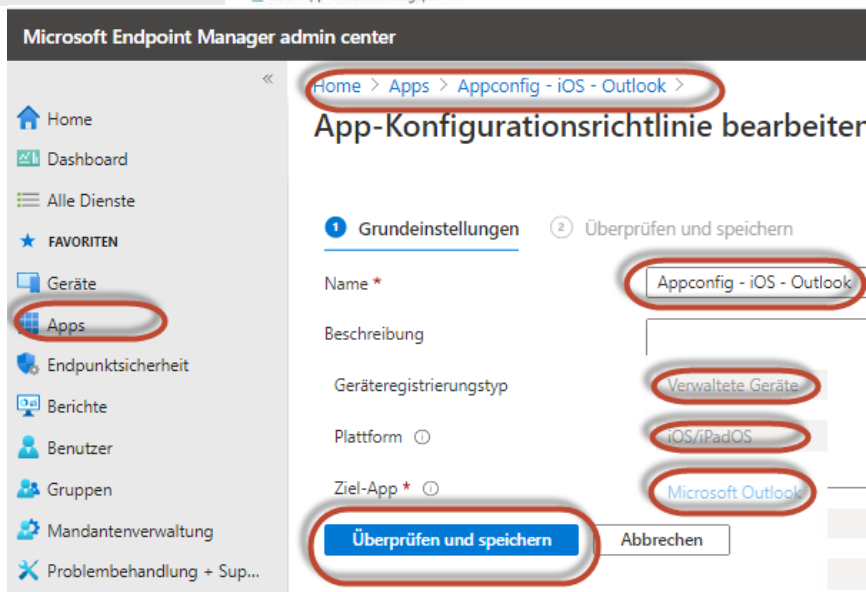 Microsoft Endpoint Manager admin center
«
Home > Apps > Appconfig - iOS - Outlook >
App-Konfigurationsrichtlinie bearbeiten
Home
Dashboard
Alle Dienste
FAVORITEN
Geräte
Apps
Endpunktsicherheit
Berichte
Benutzer
Gruppen
Mandantenverwaltung
Problembehandlung + Sup...
1 Grundeinstellungen
2 Überprüfen und speichern
Name *
Appconfig - iOS - Outlook
Beschreibung
Geräteregistrierungstyp
Verwaltete Geräte
Plattform
iOS/iPadOS
Ziel-App *
Microsoft Outlook
Überprüfen und speichern
Abbrechen